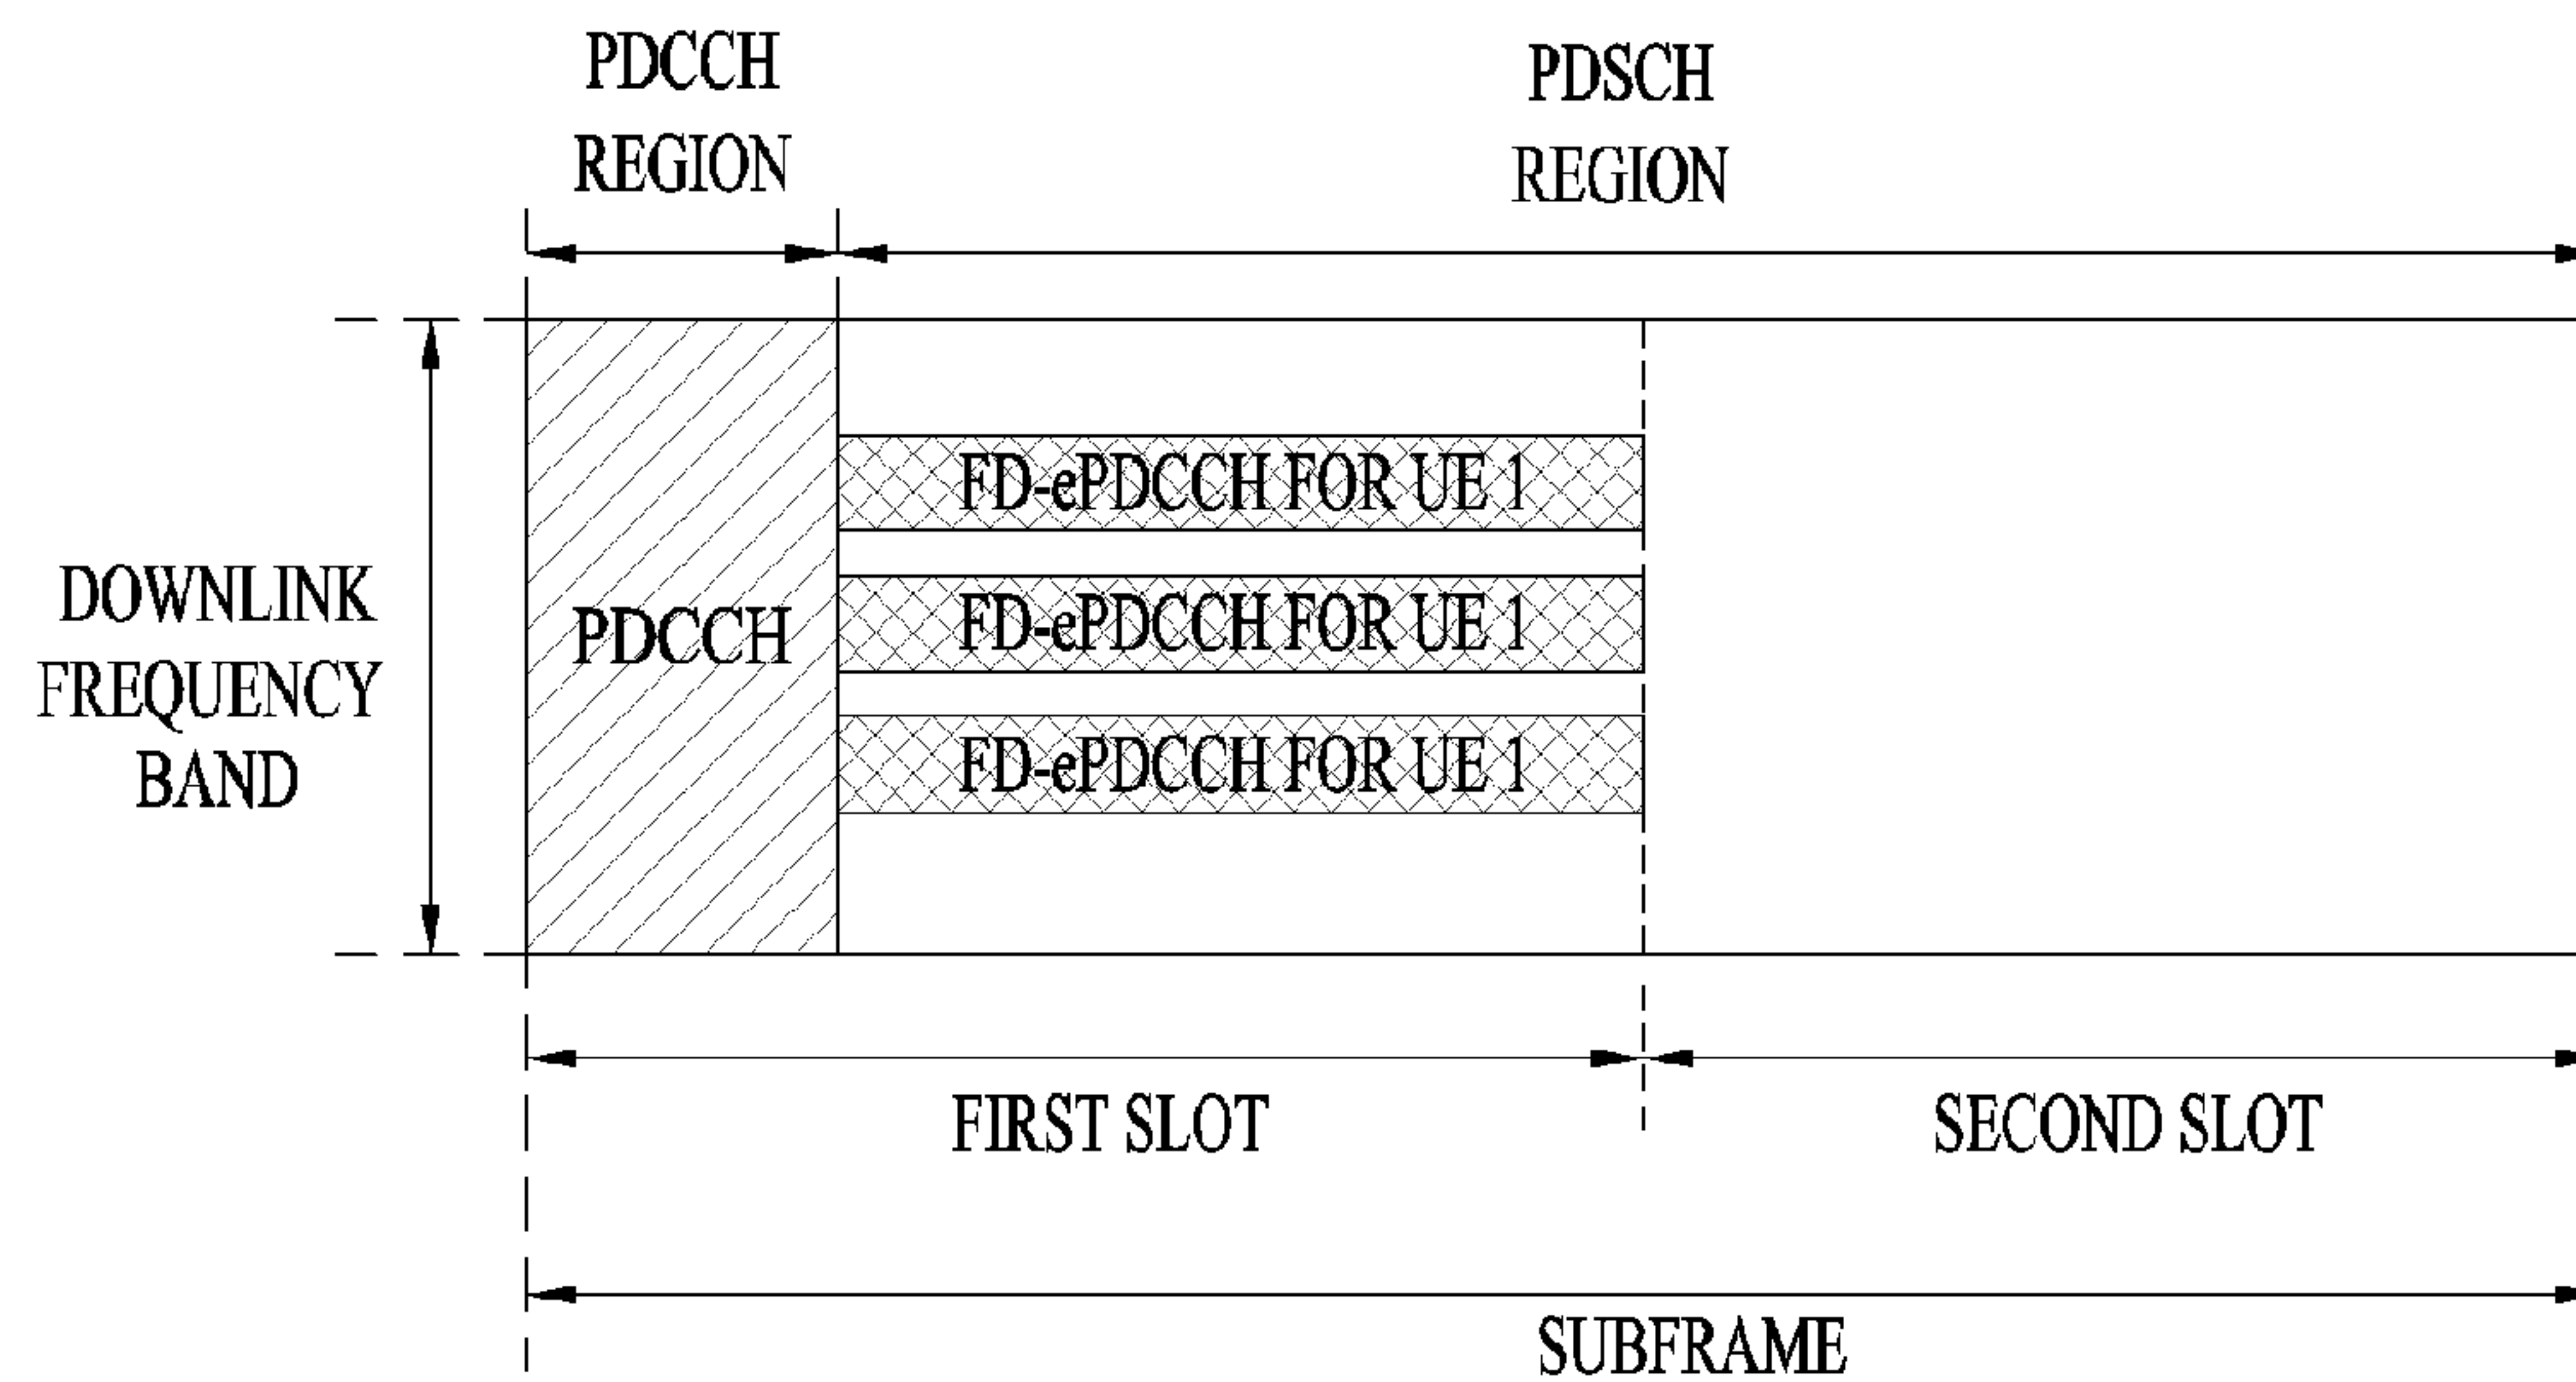 PDCCH
REGION
PDSCH
REGION
DOWNLINK
FREQUENCY
BAND
PDCCH
FD-ePDCCH FOR UE 1
FD-ePDCCH FOR UE 1
FD-ePDCCH FOR UE 1
FIRST SLOT
SECOND SLOT
SUBFRAME